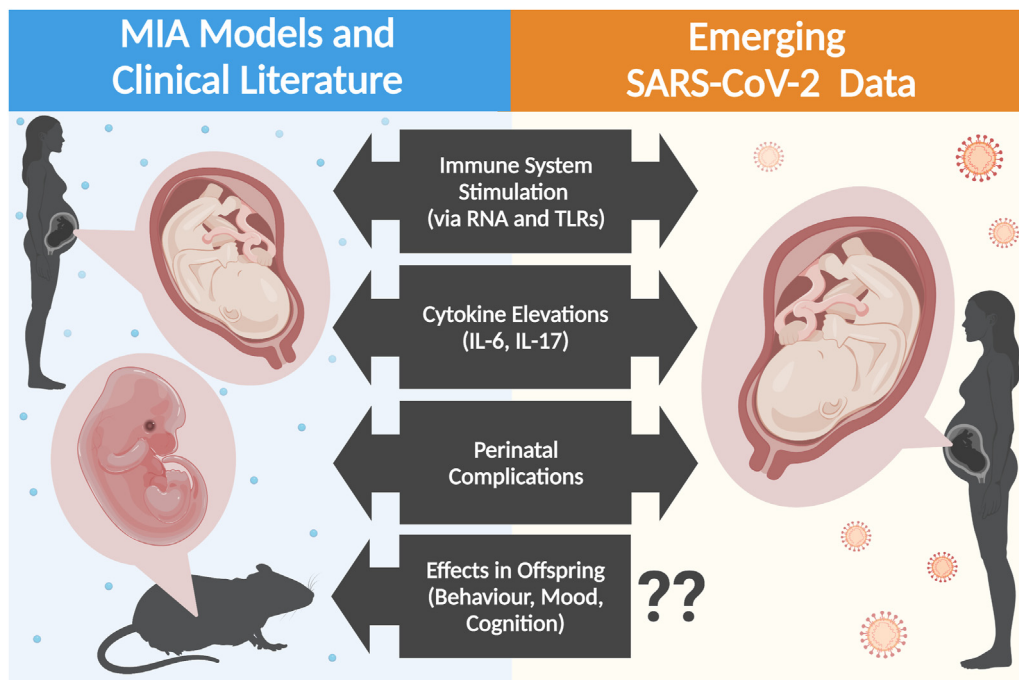 MIA Models and
Clinical Literature
Emerging
SARS-CoV-2 Data
Immune System
Stimulation
(via RNA and TLRs)
Cytokine Elevations
(IL-6, IL-17)
Perinatal
Complications
Effects in Offspring
(Behaviour, Mood,
Cognition)
??